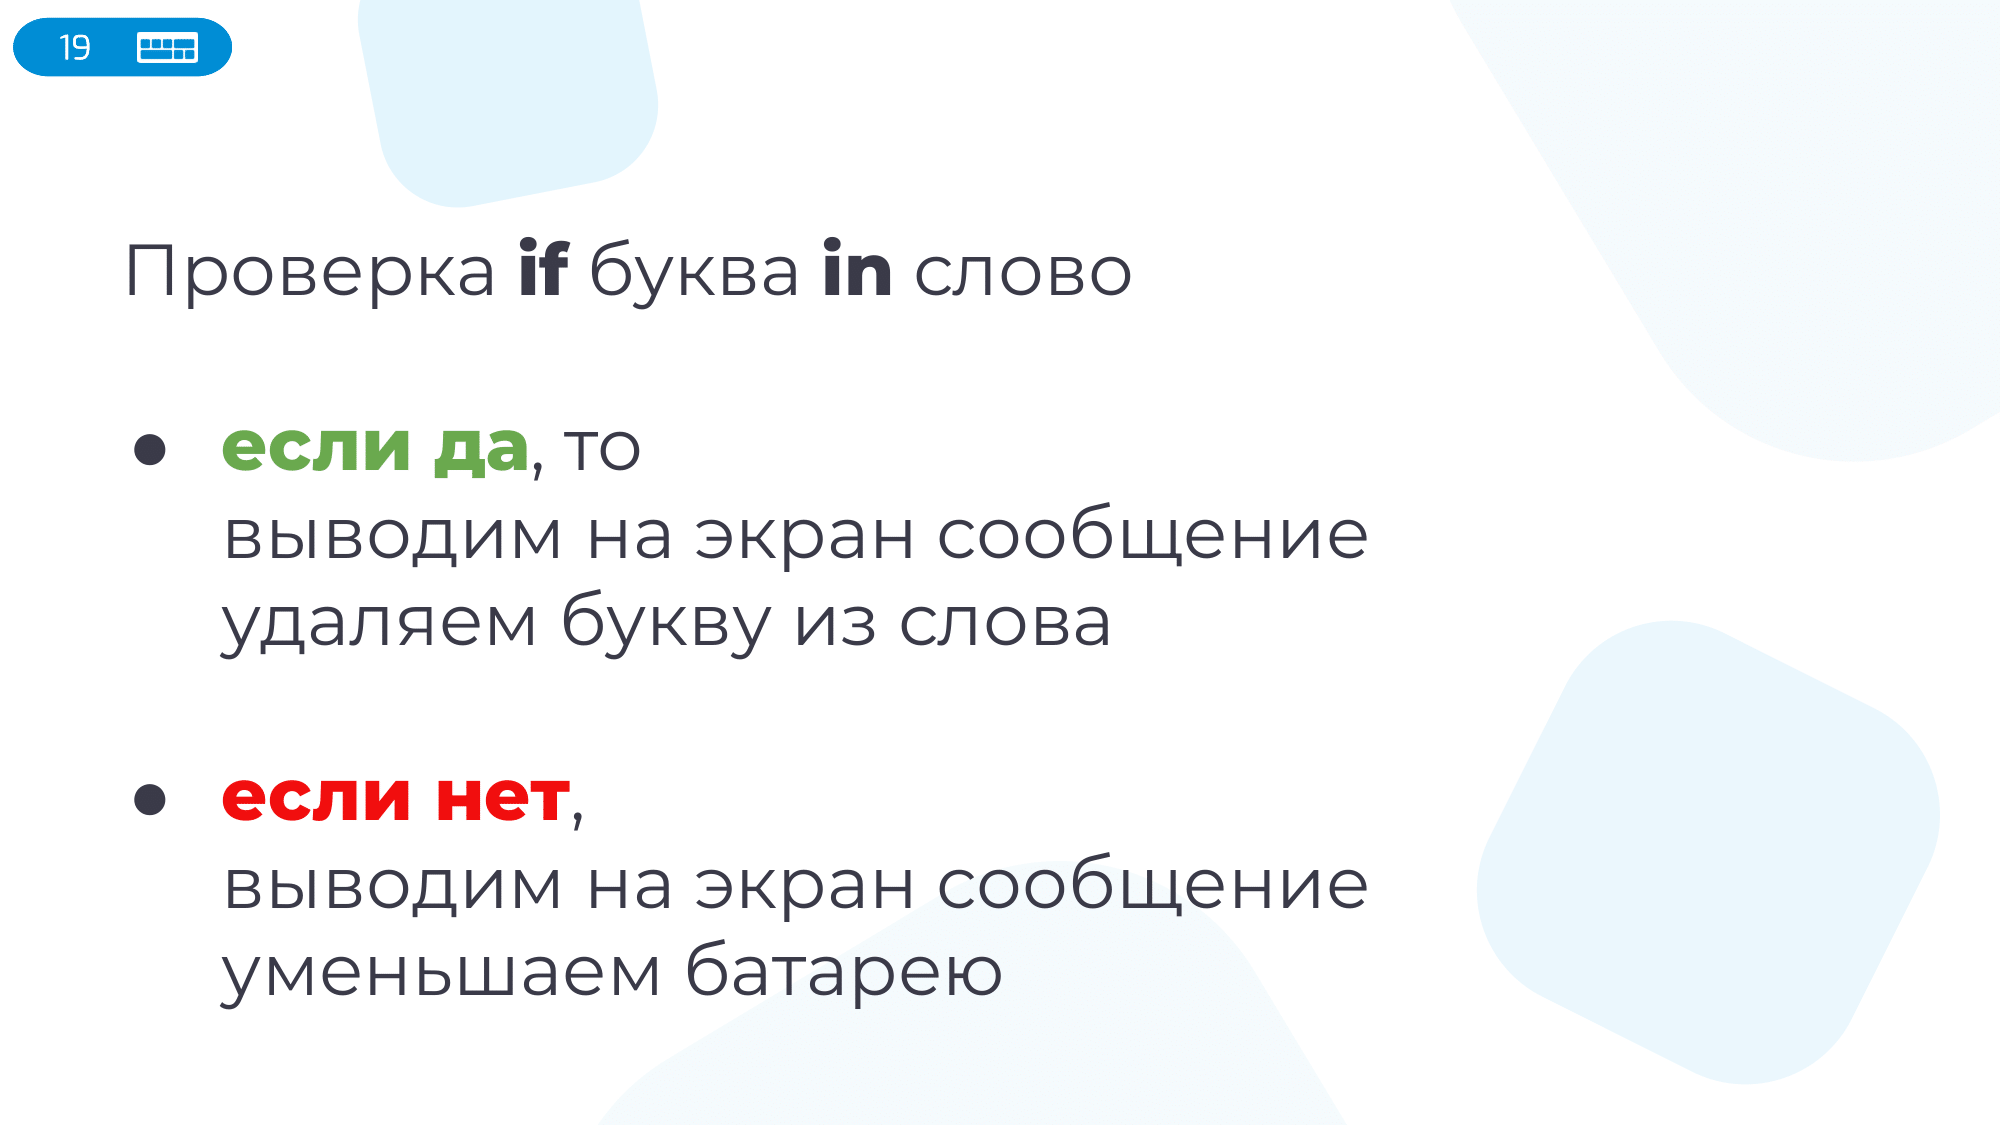 19
Проверка if буква in слово
● если да, то
выводим на экран сообщение
удаляем букву из слова
● если нет,
выводим на экран сообщение
уменьшаем батарею